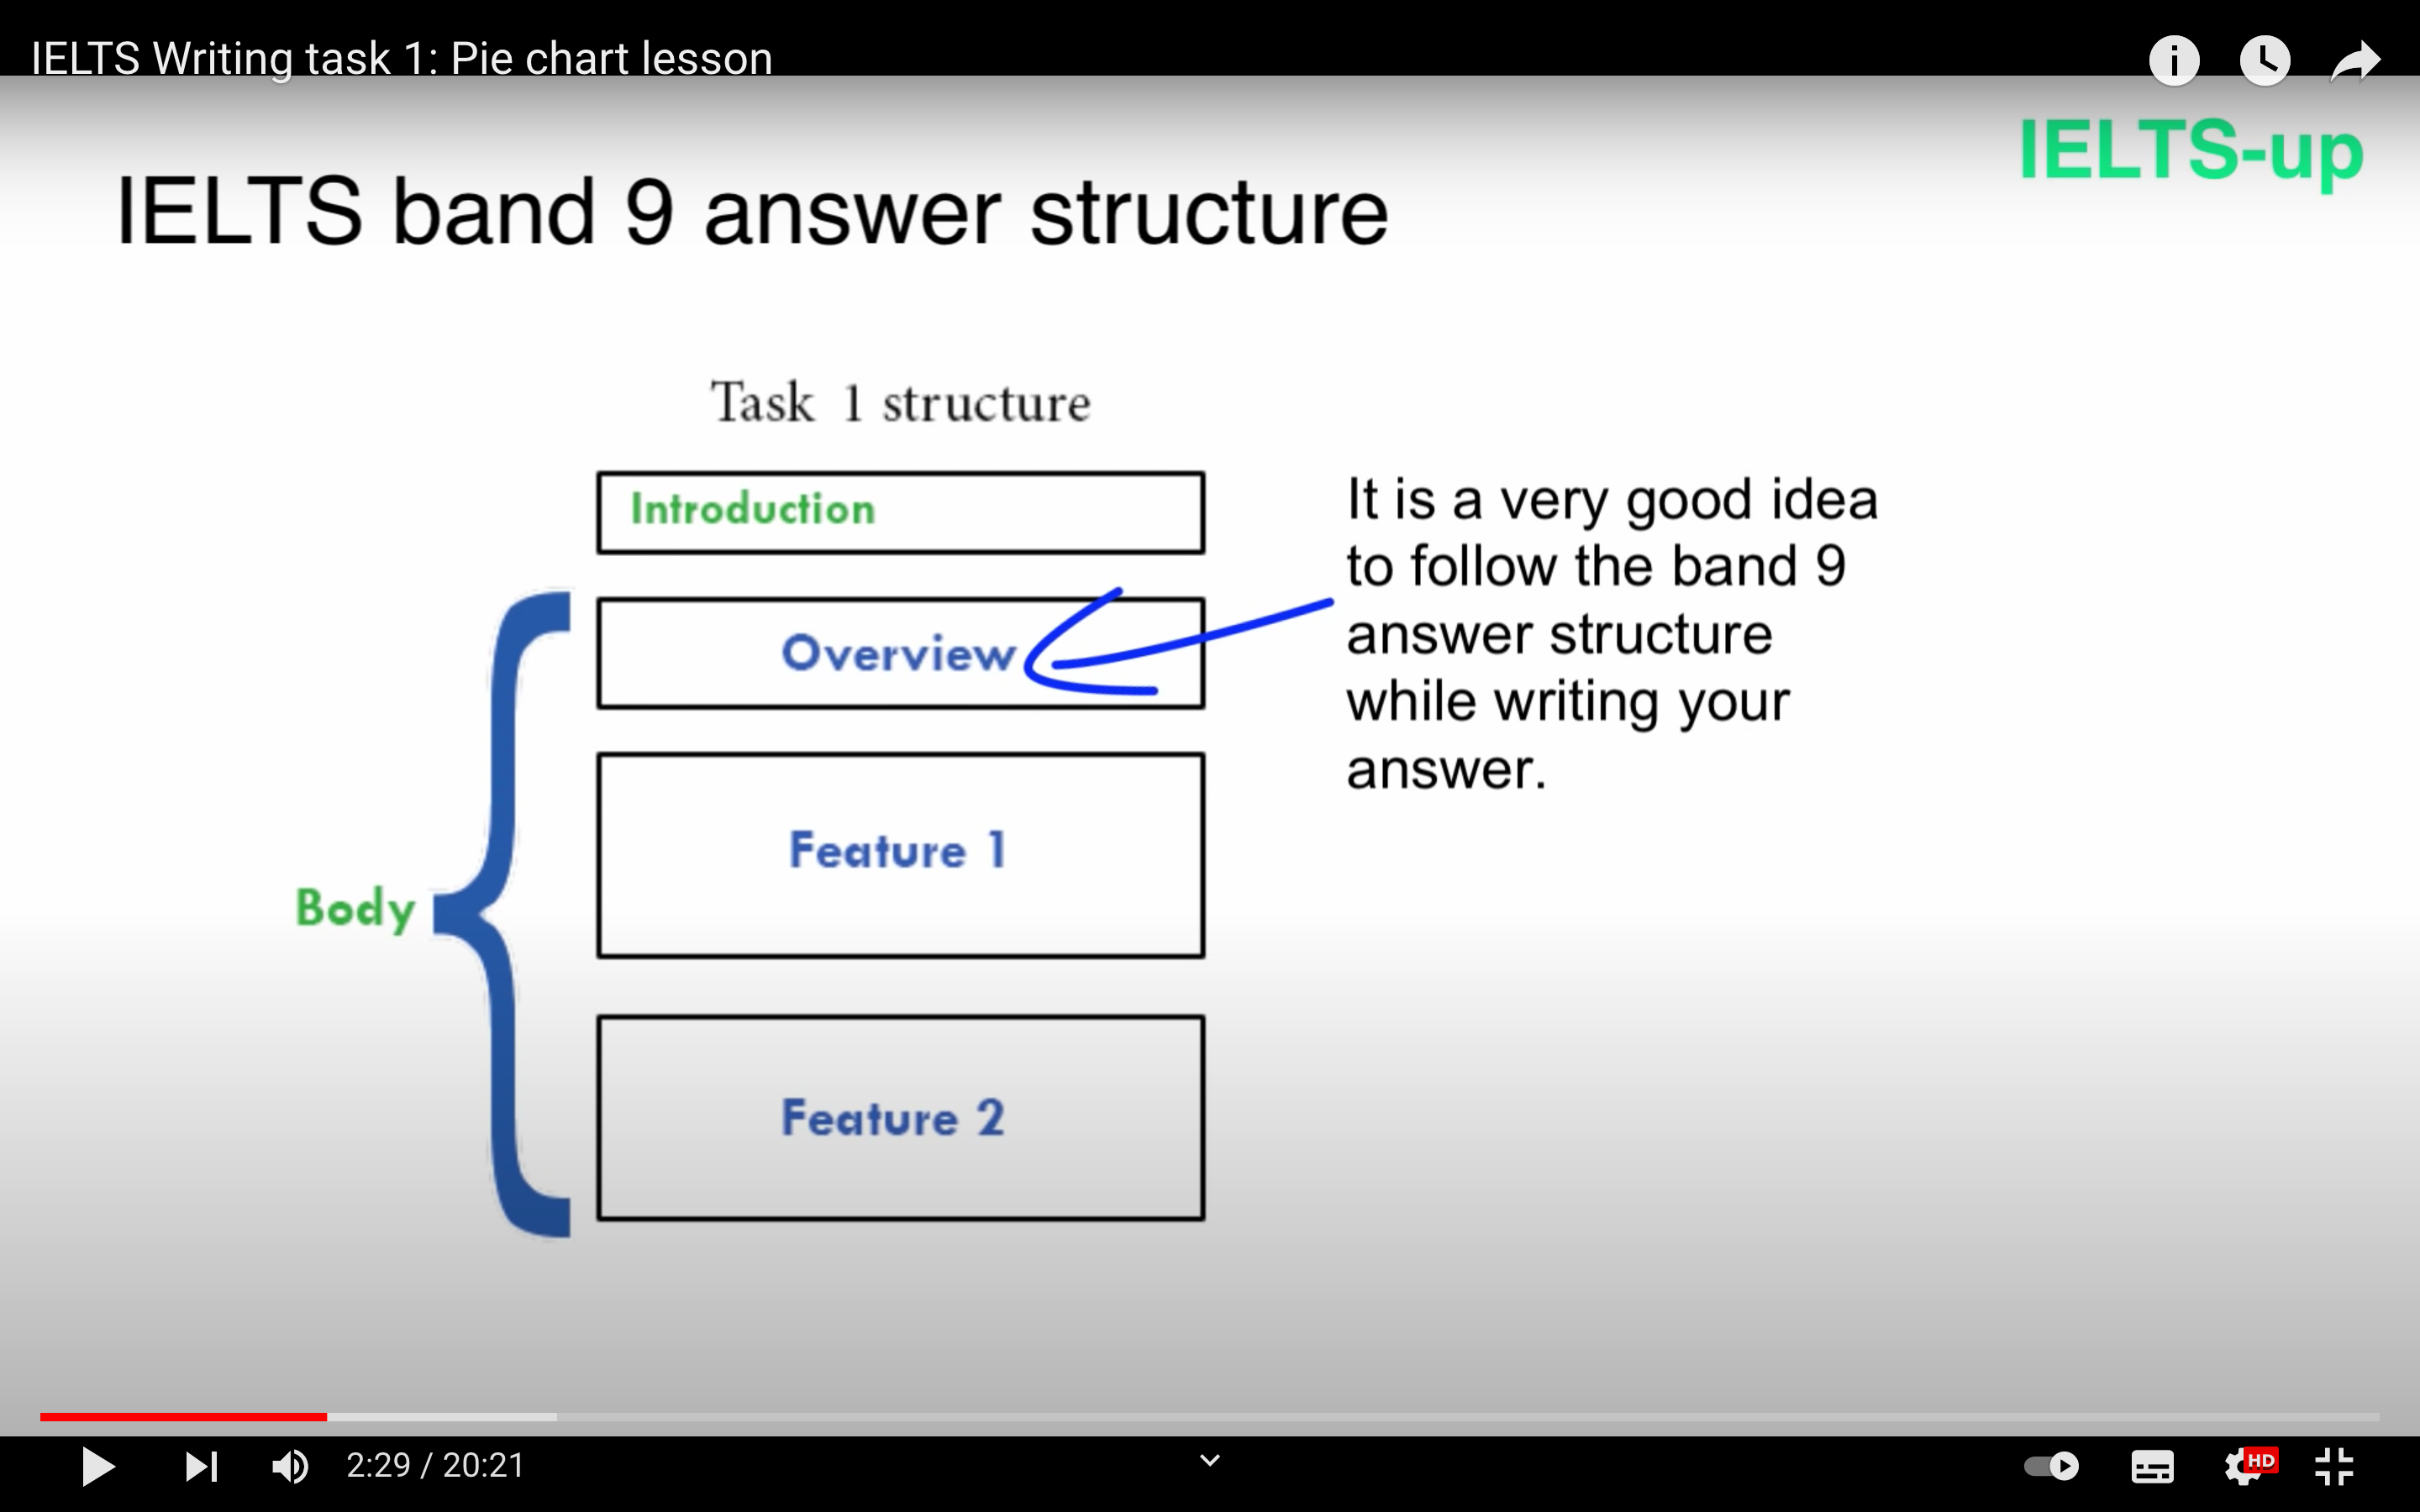 IELTS Writing task 1: Pie chart lesson
IELTS-up
IELTS band 9 answer structure
Task 1 structure
Introduction
It is a very good idea
to follow the band 9
answer structure
while writing your
answer.
Overview
Feature 1
Body
Feature 2
2:29 / 20:21
HD